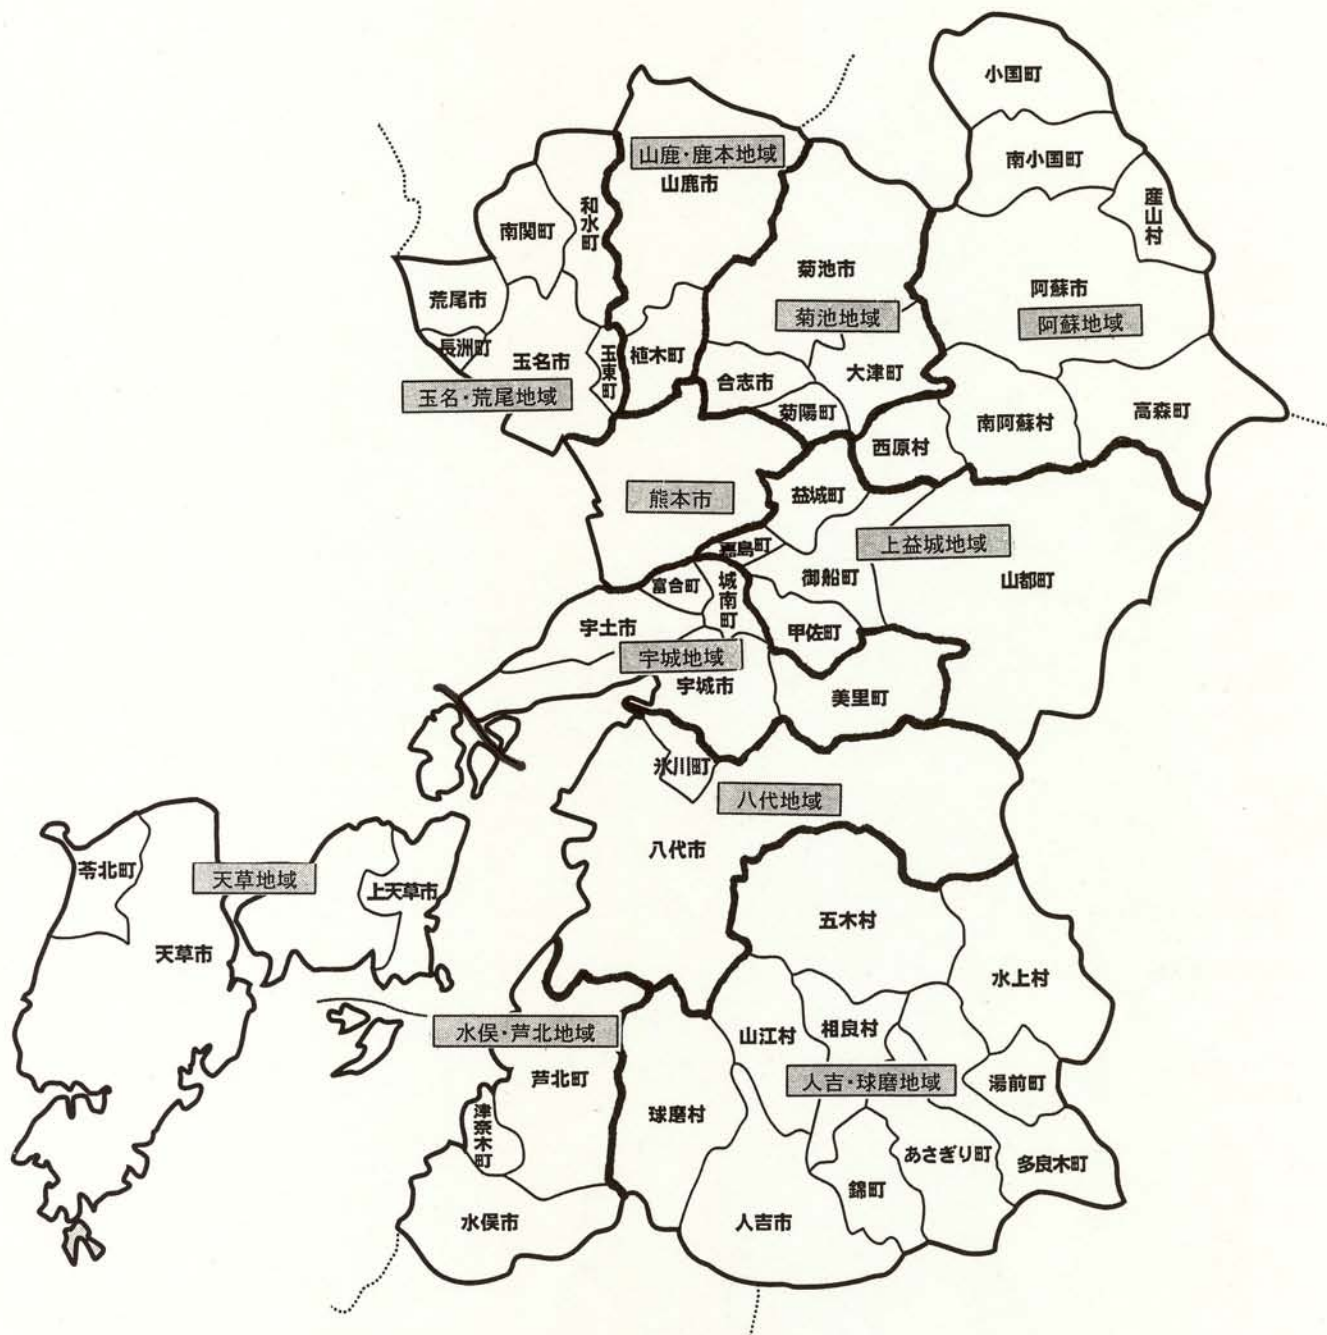 小国町
南小国町
産山村
山鹿・鹿本地域
山鹿市
和水町
南関町
菊池市
荒尾市
阿蘇市
菊池地域
阿蘇地域
長洲町
玉名市
玉東町
植木町
合志市
大津町
玉名・荒尾地域
菊陽町
南阿蘇村
高森町
西原村
熊本市
益城町
上益城地域
嘉島町
御船町
山都町
富合町
城南町
宇土市
甲佐町
宇城地域
宇城市
美里町
氷川町
八代地域
八代市
苓北町
天草地域
上天草市
天草市
五木村
水上村
水俣・芦北地域
山江村
相良村
芦北町
人吉・球磨地域
湯前町
津奈木町
球磨村
あさぎり町
多良木町
錦町
水俣市
人吉市